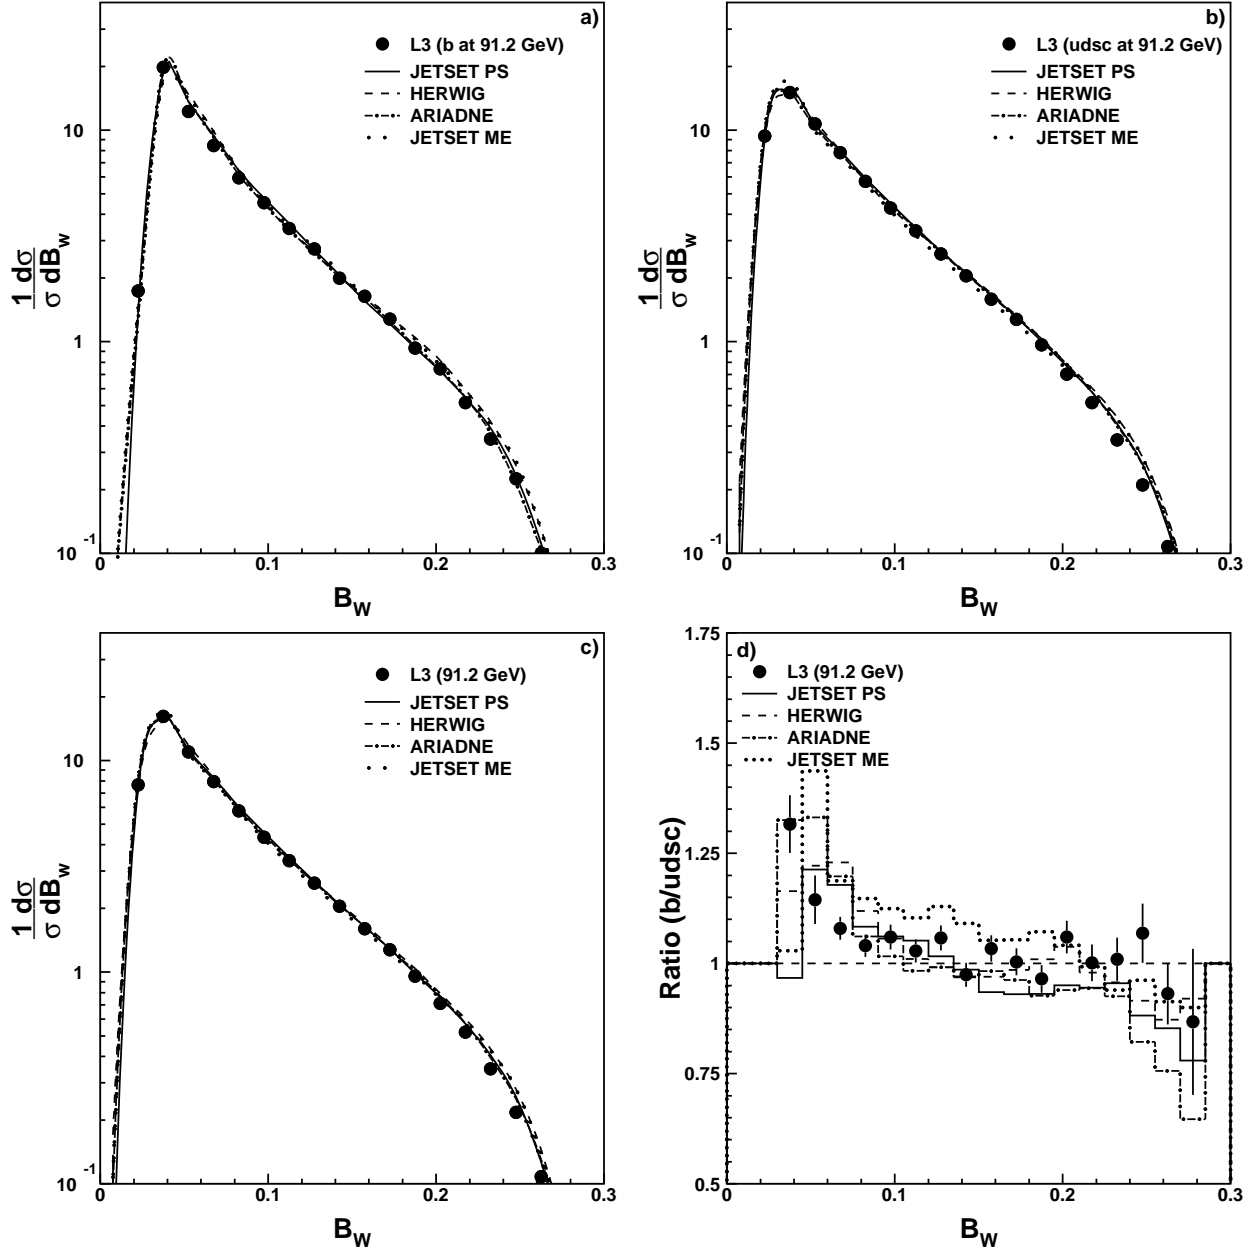 a)
L3 (b at 91.2 GeV)
JETSET PS
HERWIG
ARIADNE
JETSET ME
10
1
10 -1
0 0.1 0.2 0.3
1 dσ
σ dB_w
B_W
b)
L3 (udsc at 91.2 GeV)
JETSET PS
HERWIG
ARIADNE
JETSET ME
10
1
10 -1
0 0.1 0.2 0.3
1 dσ
σ dB_w
B_W
c)
L3 (91.2 GeV)
JETSET PS
HERWIG
ARIADNE
JETSET ME
10
1
10 -1
0 0.1 0.2 0.3
1 dσ
σ dB_w
B_W
d)
L3 (91.2 GeV)
JETSET PS
HERWIG
ARIADNE
JETSET ME
1.75
1.5
1.25
1
0.75
0.5
0 0.1 0.2 0.3
Ratio (b/udsc)
B_W